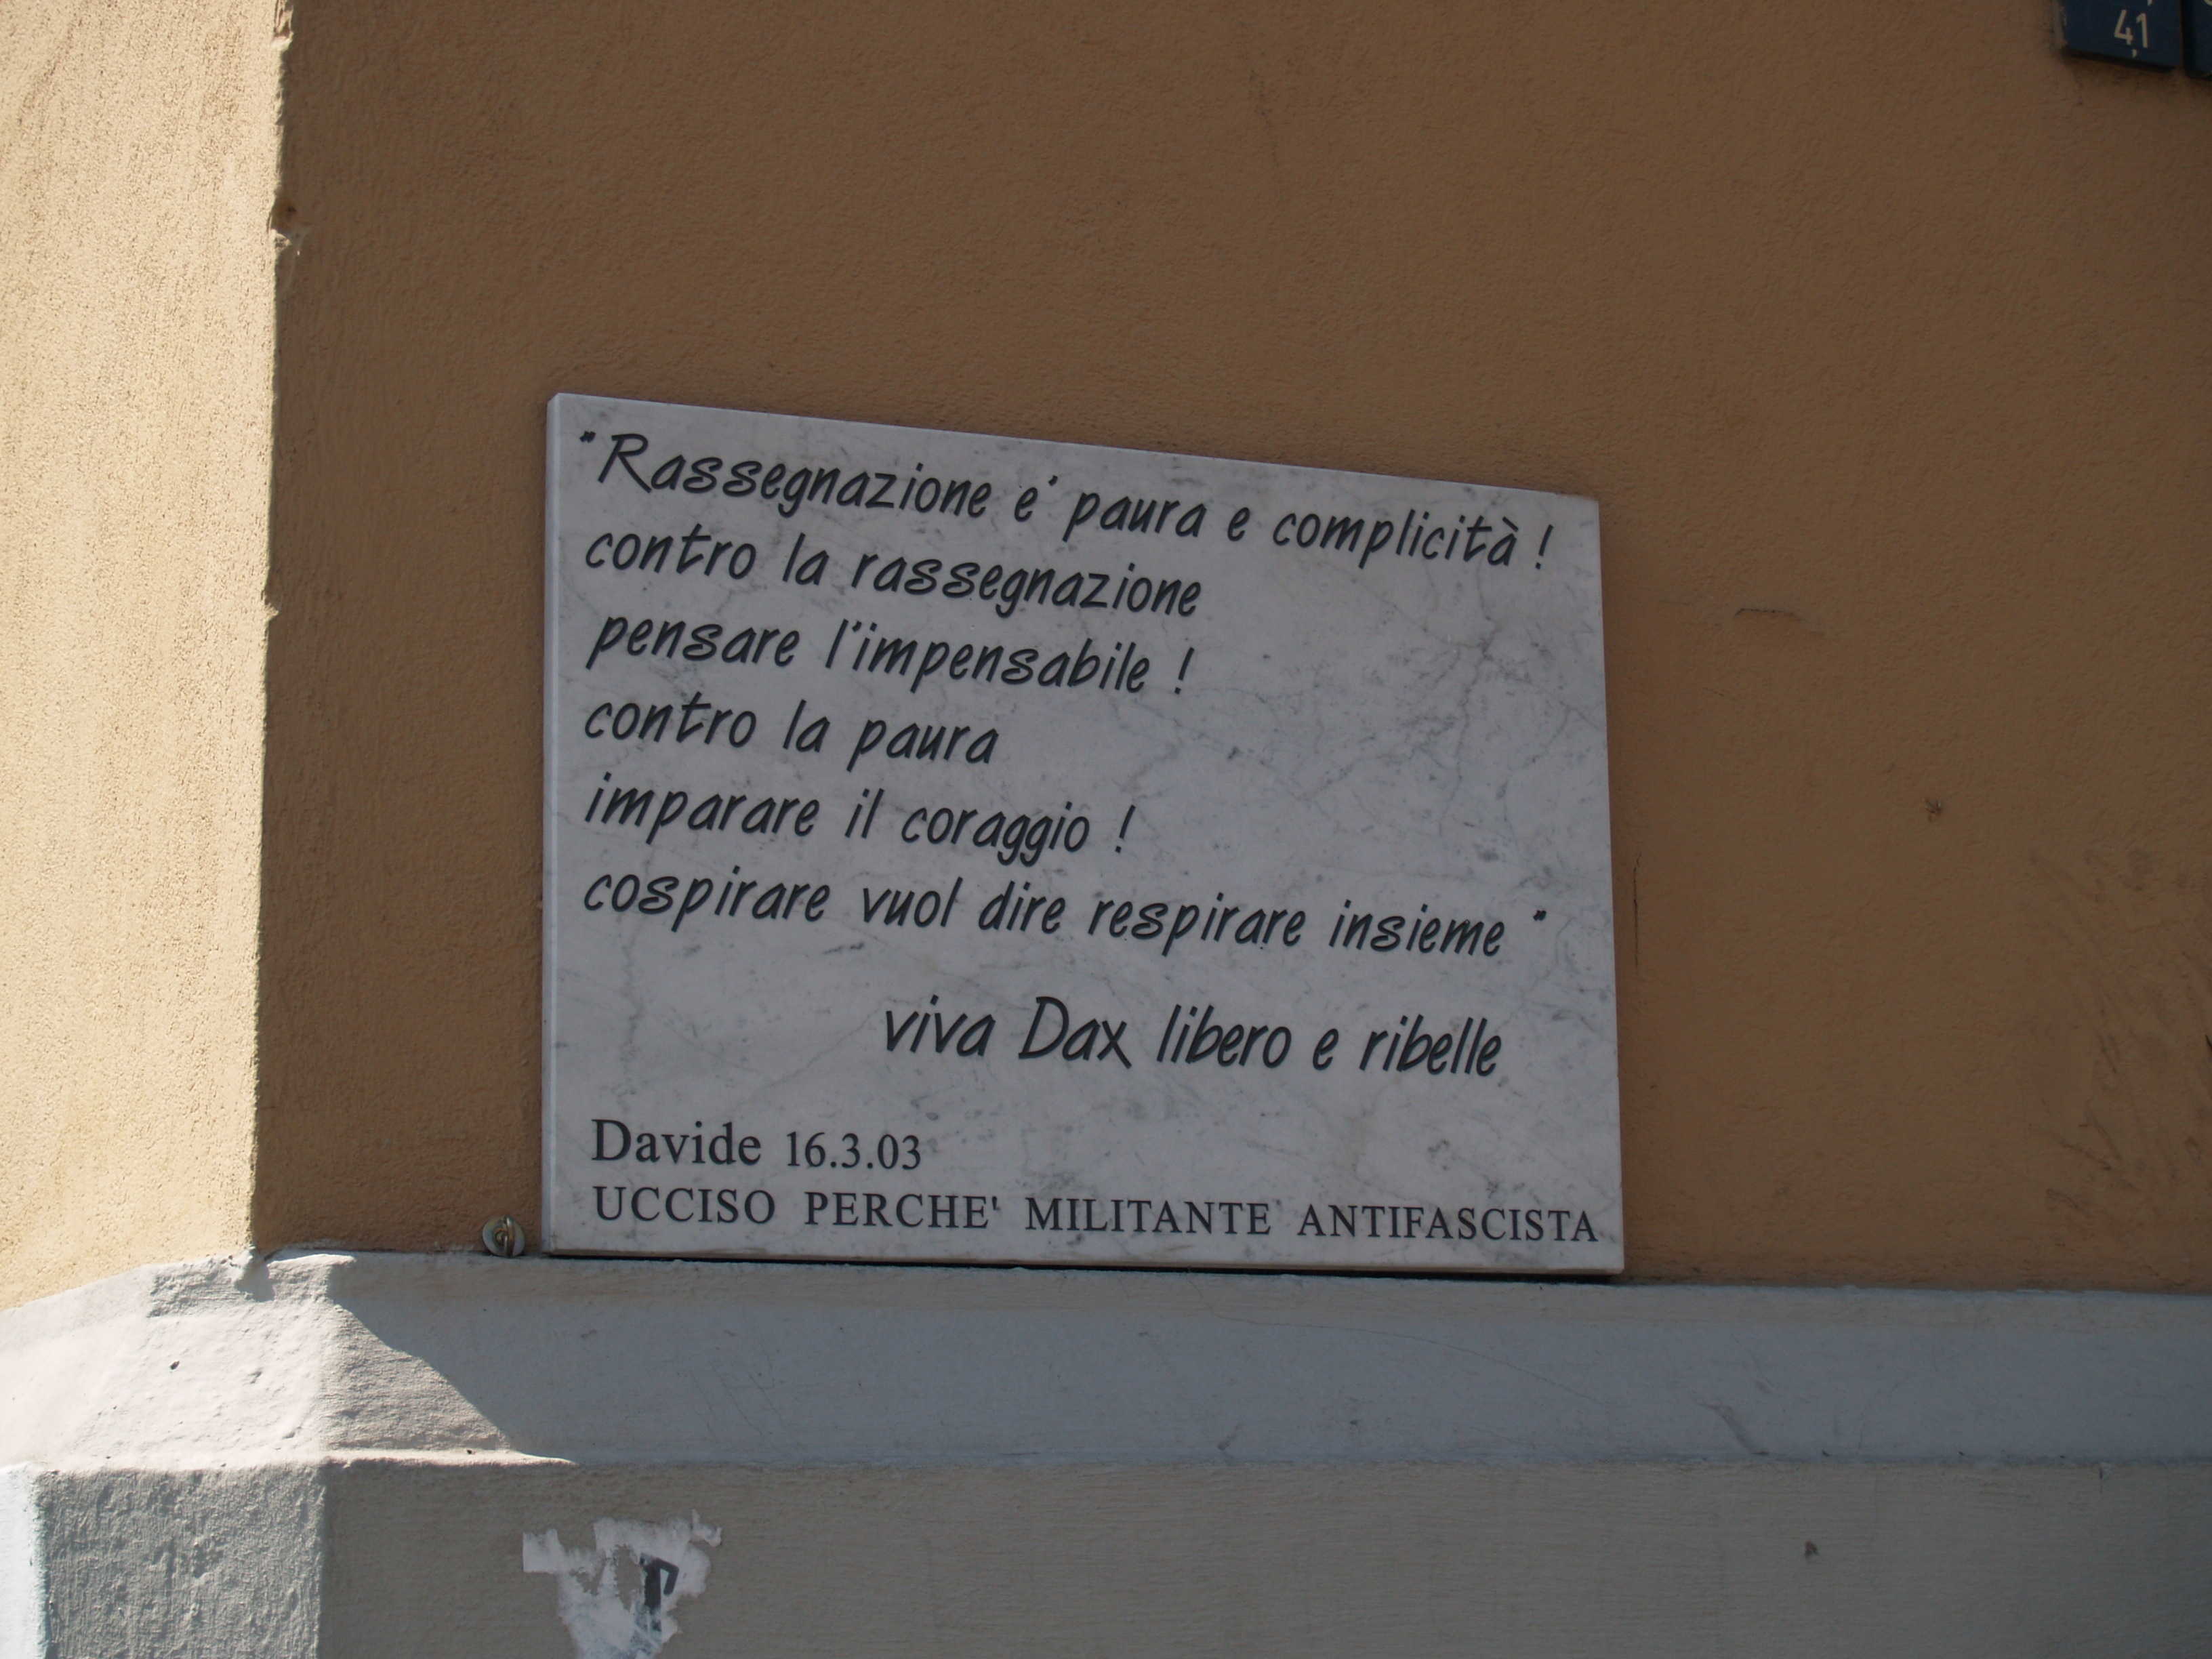 41
"Rassegnazione e' paura e complicità !
contro la rassegnazione
pensare l'impensabile !
contro la paura
imparare il coraggio !
cospirare vuol dire respirare insieme "
viva Dax libero e ribelle
Davide 16.3.03
UCCISO PERCHE' MILITANTE ANTIFASCISTA